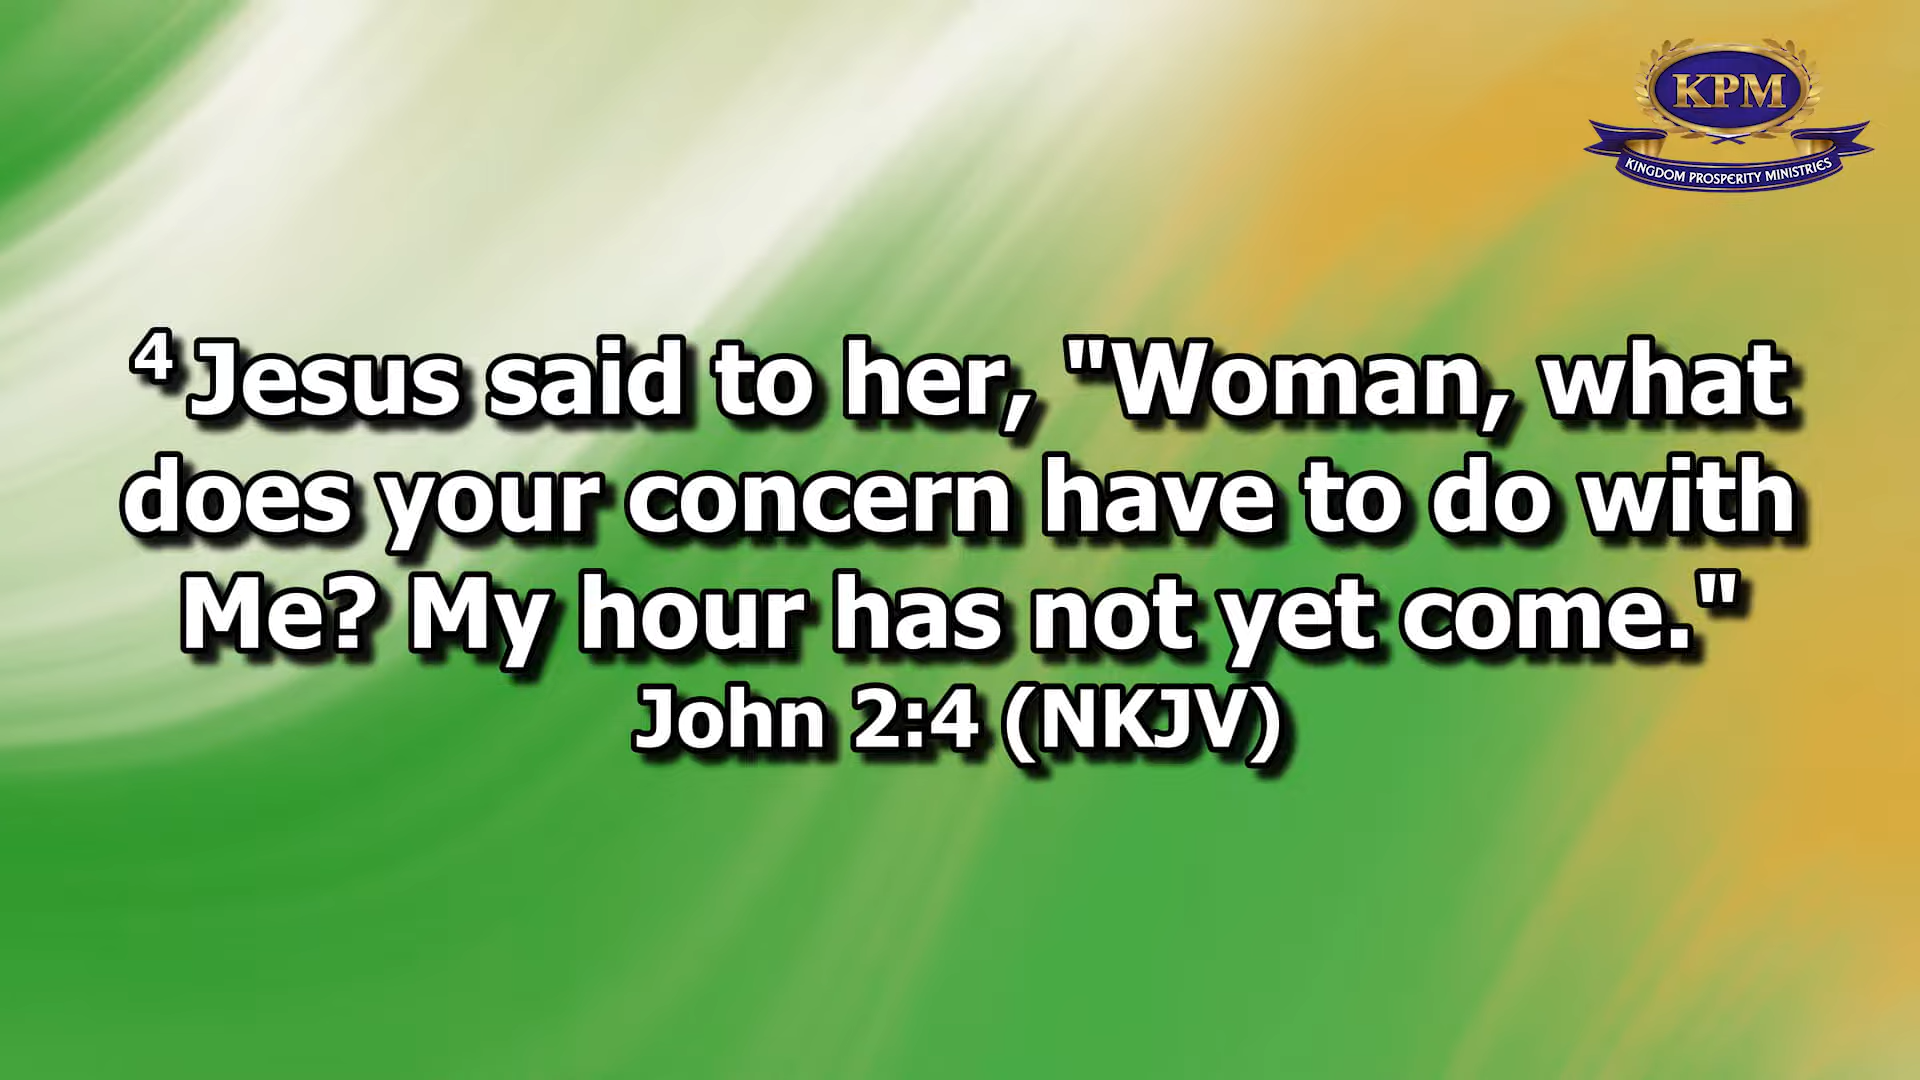 KPM
KINGDOM PROSPERITY MINISTRIES
4 Jesus said to her, "Woman, what
does your concern have to do with
Me? My hour has not yet come."
John 2:4 (NKJV)